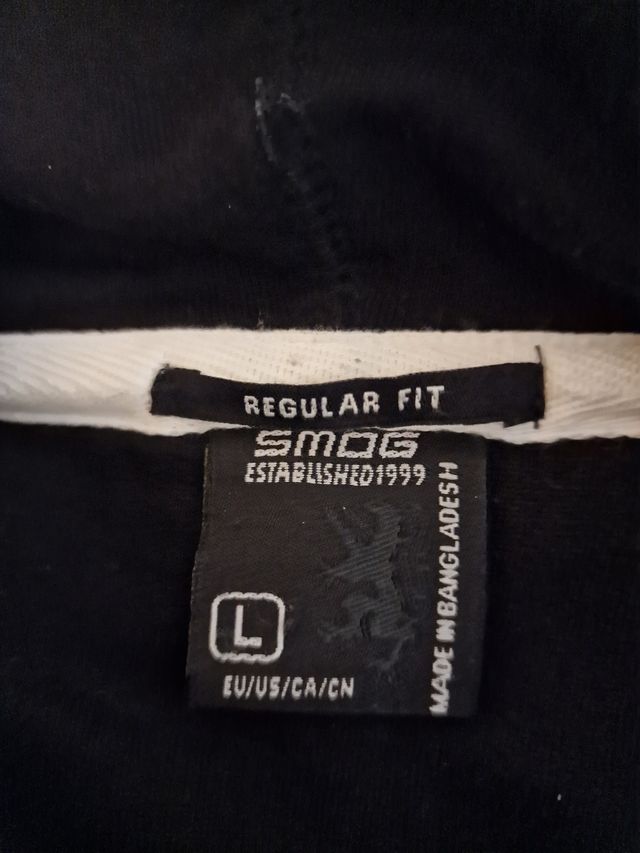 REGULAR FIT
SMOG
ESTABLISHED1999
L
EU/US/CA/CN
MADE IN BANGLADESH